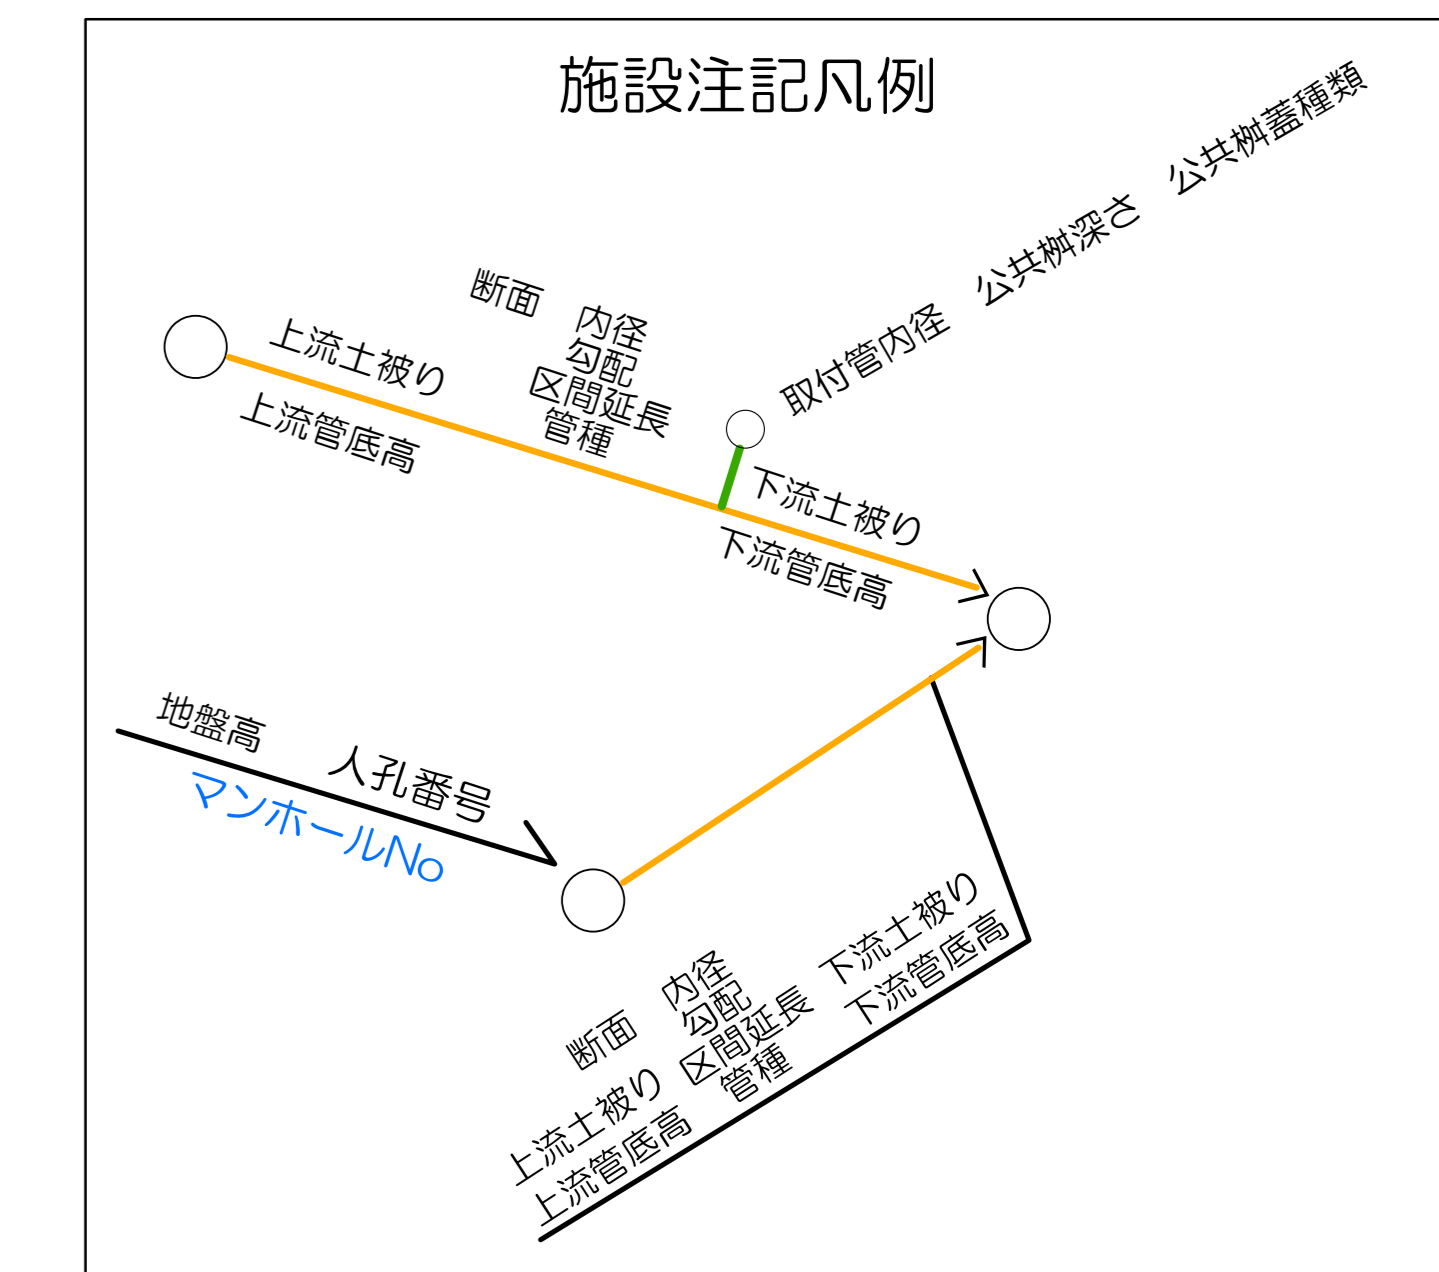 施設注記凡例
取付管内径　公共桝深さ　公共桝蓋種類
断面　内径
勾配
区間延長
管種
上流土被り
上流管底高
下流土被り
下流管底高
地盤高　人孔番号
マンホールNo
断面　内径
勾配
上流土被り 区間延長 下流土被り
上流管底高　管種　下流管底高